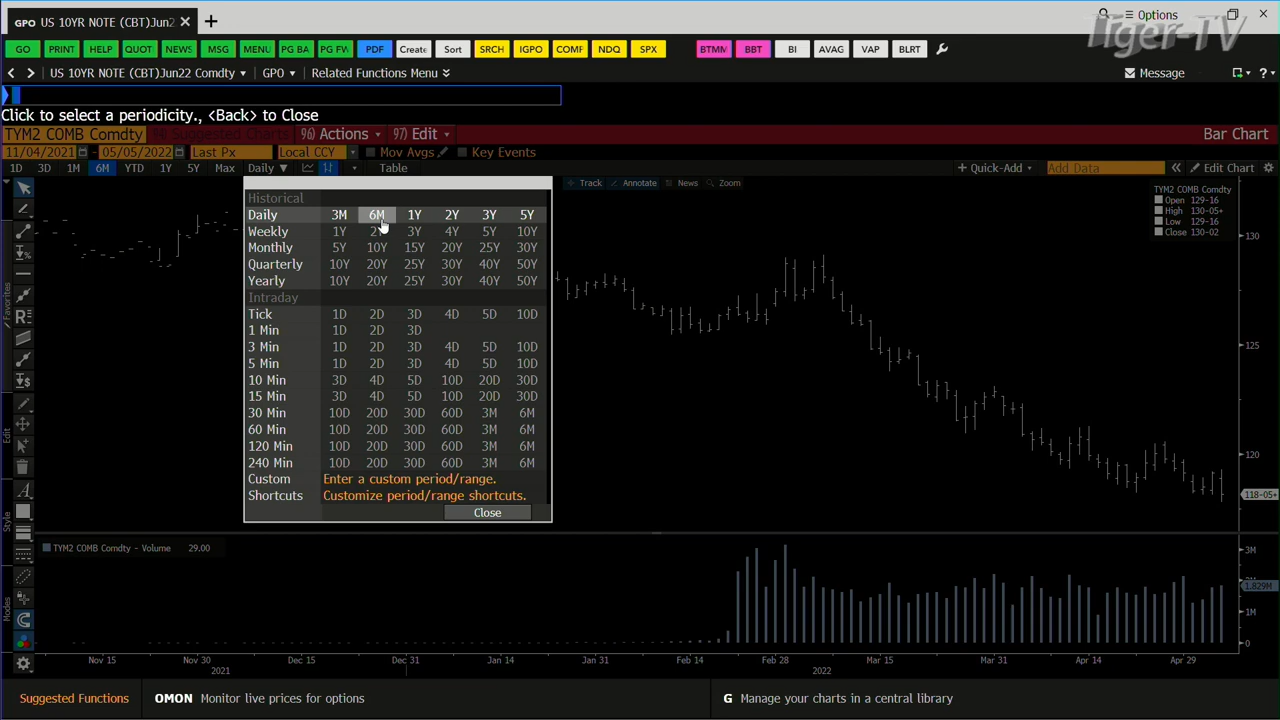 GPO US 10YR NOTE (CBT)Jun2 × +
Options
Tiger-TV
GO PRINT HELP QUOT NEWS MSG MENU PG BA PG FW PDF Create Sort SRCH IGPO COMF NDQ SPX BTMM BBT BI AVAG VAP BLRT
< > US 10YR NOTE (CBT)Jun22 Comdty GPO Related Functions Menu Message ?
Click to select a periodicity., <Back> to Close
TYM2 COMB Comdty 94) Suggested Charts 96) Actions 97) Edit Bar Chart
11/04/2021 05/05/2022 Last Px Local CCY Mov Avgs Key Events
1D 3D 1M 6M YTD 1Y 5Y Max Daily Table + Quick-Add Add Data Edit Chart
Track Annotate News Zoom
TYM2 COMB Comdty
Open 129-16
High 130-05+
Low 129-16
Close 130-02
Historical
Daily 3M 6M 1Y 2Y 3Y 5Y
Weekly 1Y 2Y 3Y 4Y 5Y 10Y
Monthly 5Y 10Y 15Y 20Y 25Y 30Y
Quarterly 10Y 20Y 25Y 30Y 40Y 50Y
Yearly 10Y 20Y 25Y 30Y 40Y 50Y
Intraday
Tick 1D 2D 3D 4D 5D 10D
1 Min 1D 2D 3D
3 Min 1D 2D 3D 4D 5D 10D
5 Min 1D 2D 3D 4D 5D 10D
10 Min 3D 4D 5D 10D 20D 30D
15 Min 3D 4D 5D 10D 20D 30D
30 Min 10D 20D 30D 60D 3M 6M
60 Min 10D 20D 30D 60D 3M 6M
120 Min 10D 20D 30D 60D 3M 6M
240 Min 10D 20D 30D 60D 3M 6M
Custom Enter a custom period/range.
Shortcuts Customize period/range shortcuts.
Close
Favorites
Edit
Style
Modes
130
125
120
118-05+
TYM2 COMB Comdty - Volume 29.00
3M
1.829M
1M
0
Nov 15 Nov 30 Dec 15 Dec 31 Jan 14 Jan 31 Feb 14 Feb 28 Mar 15 Mar 31 Apr 14 Apr 29
2021 2022
Suggested Functions OMON Monitor live prices for options G Manage your charts in a central library